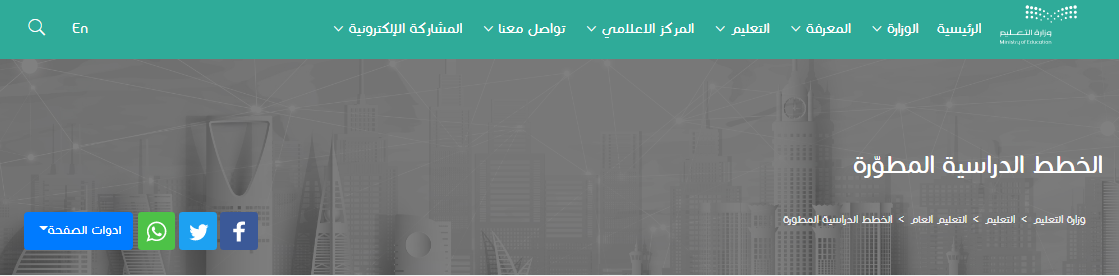 وزارة التعليم
Ministry of Education
الرئيسية الوزارة المعرفة التعليم المركز الاعلامي تواصل معنا المشاركة الإلكترونية En
الخطط الدراسية المطوّرة
وزارة التعليم > التعليم > التعليم العام > الخطط الدراسية المطورة
ادوات الصفحة